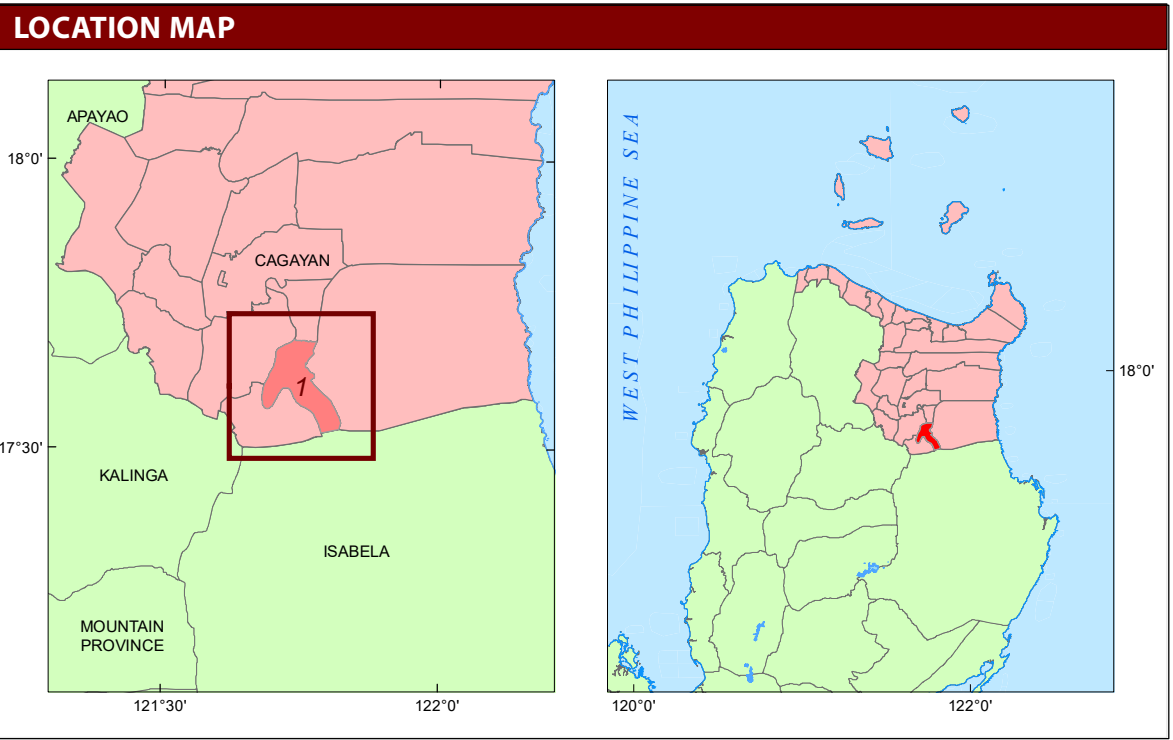 LOCATION MAP
APAYAO
18°0'
CAGAYAN
1
17°30'
KALINGA
ISABELA
MOUNTAIN
PROVINCE
121°30'
122°0'
WEST PHILIPPINE SEA
18°0'
120°0'
122°0'